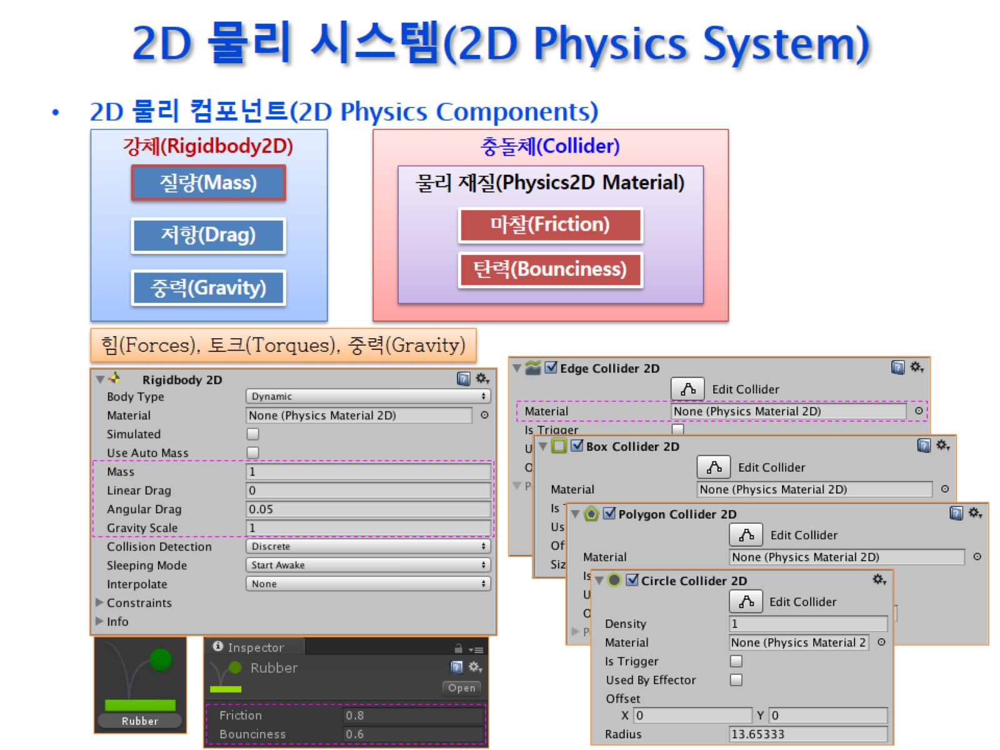 2D 물리 시스템(2D Physics System)
• 2D 물리 컴포넌트(2D Physics Components)
강체(Rigidbody2D)
질량(Mass)
저항(Drag)
중력(Gravity)
충돌체(Collider)
물리 재질(Physics2D Material)
마찰(Friction)
탄력(Bounciness)
힘(Forces), 토크(Torques), 중력(Gravity)
Rigidbody 2D
Body Type Dynamic
Material None (Physics Material 2D)
Simulated
Use Auto Mass
Mass 1
Linear Drag 0
Angular Drag 0.05
Gravity Scale 1
Collision Detection Discrete
Sleeping Mode Start Awake
Interpolate None
Constraints
Info
Rubber
Inspector
Rubber
Open
Friction 0.8
Bounciness 0.6
Edge Collider 2D
Edit Collider
Material None (Physics Material 2D)
Is Trigger
Box Collider 2D
Edit Collider
Material None (Physics Material 2D)
Is
Us
Of
Siz
Polygon Collider 2D
Edit Collider
Material None (Physics Material 2D)
Is
Circle Collider 2D
Edit Collider
Density 1
Material None (Physics Material 2
Is Trigger
Used By Effector
Offset
X 0 Y 0
Radius 13.65333